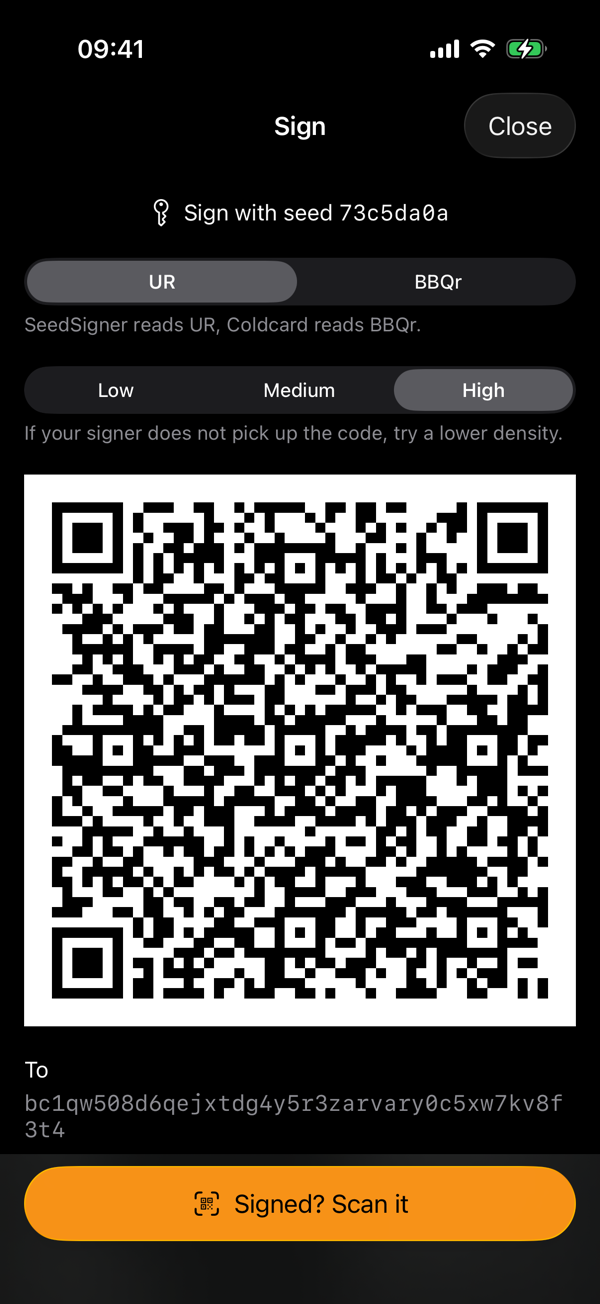 09:41
Sign
Close
Sign with seed 73c5da0a
UR
BBQr
SeedSigner reads UR, Coldcard reads BBQr.
Low
Medium
High
If your signer does not pick up the code, try a lower density.
To
bc1qw508d6qejxtdg4y5r3zarvary0c5xw7kv8f
3t4
Signed? Scan it